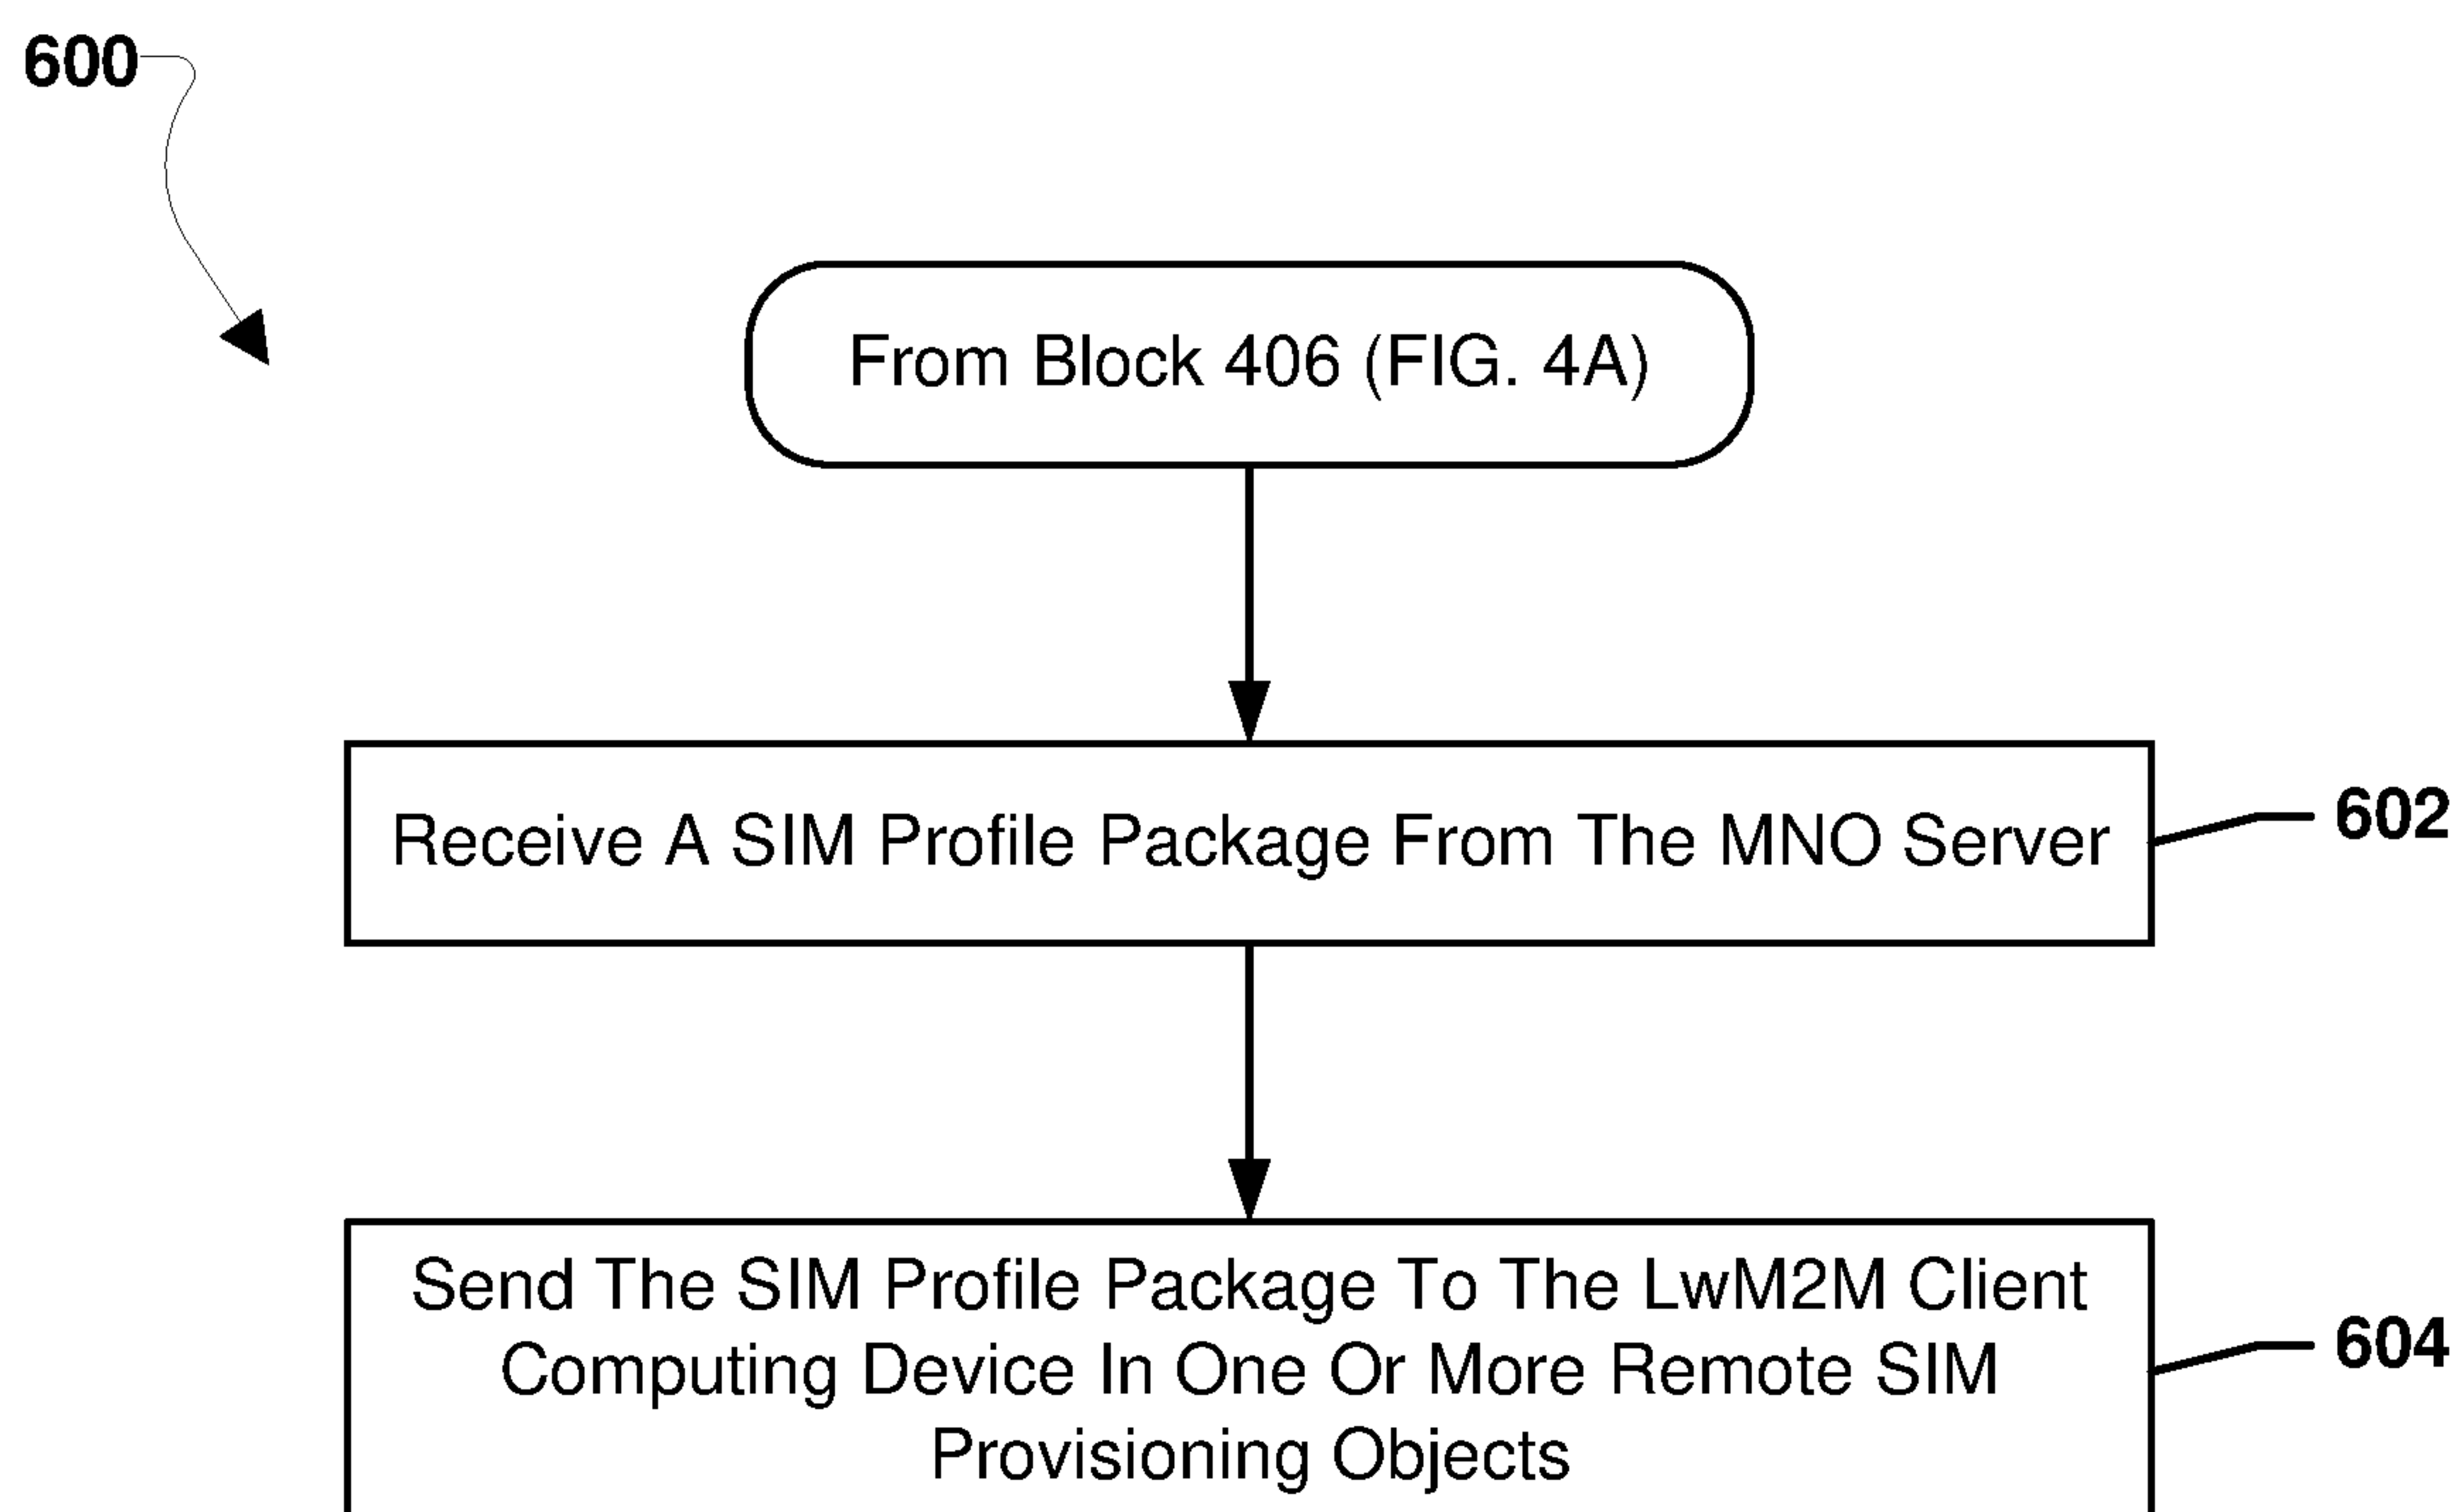 600
From Block 406 (FIG. 4A)
Receive A SIM Profile Package From The MNO Server
602
Send The SIM Profile Package To The LwM2M Client
Computing Device In One Or More Remote SIM
Provisioning Objects
604